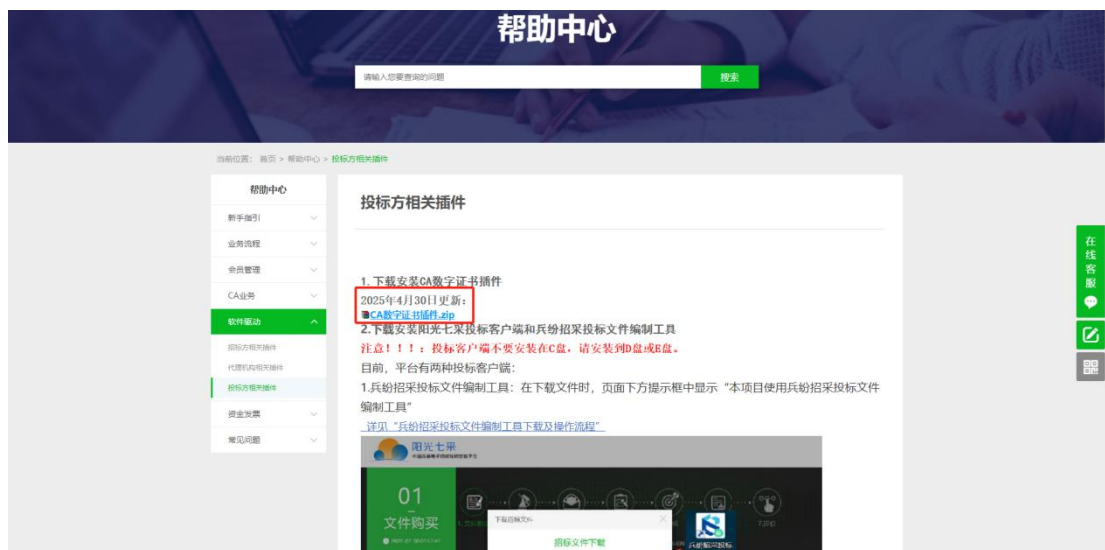 帮助中心
请输入您要查询的问题
搜索
当前位置： 首页 > 帮助中心 > 投标方相关插件
帮助中心
新手指引
业务流程
会员管理
CA业务
软件驱动
招标方相关插件
代理机构相关插件
投标方相关插件
资金发票
常见问题
投标方相关插件
1.下载安装CA数字证书插件
2025年4月30日更新：
CA数字证书插件.zip
2.下载安装阳光七采投标客户端和兵纷招采投标文件编制工具
注意！！！：投标客户端不要安装在C盘，请安装到D盘或E盘。
目前，平台有两种投标客户端：
1.兵纷招采投标文件编制工具：在下载文件时，页面下方提示框中显示“本项目使用兵纷招采投标文件
编制工具”
详见“兵纷招采投标文件编制工具下载及操作流程”
阳光七采
01
文件购买
下载招标文件
招标文件下载
兵纷招采投标
在线客服